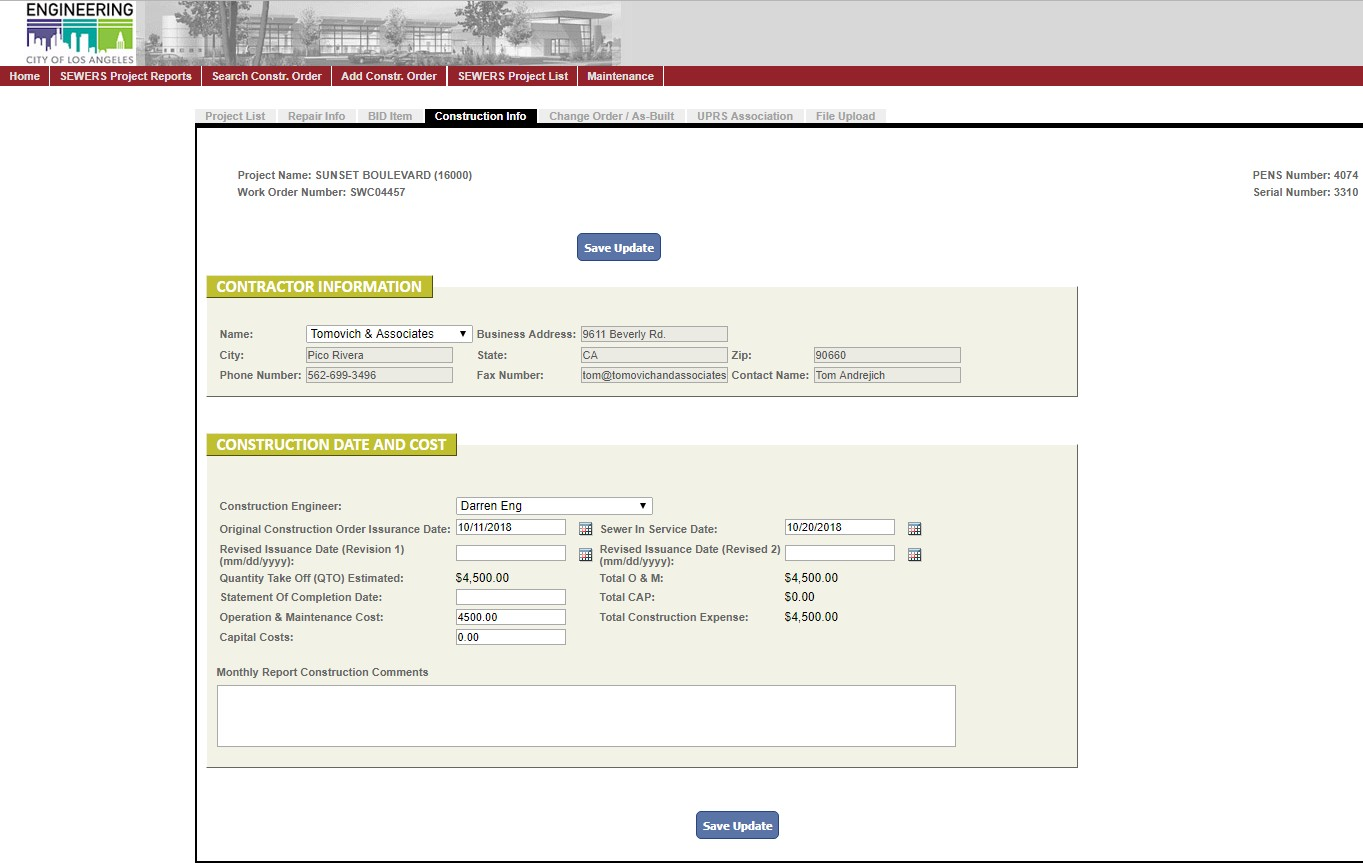 ENGINEERING
CITY OF LOS ANGELES
Home SEWERS Project Reports Search Constr. Order Add Constr. Order SEWERS Project List Maintenance
Project List Repair Info BID Item Construction Info Change Order / As-Built UPRS Association File Upload
Project Name: SUNSET BOULEVARD (16000) PENS Number: 4074
Work Order Number: SWC04457 Serial Number: 3310
Save Update
CONTRACTOR INFORMATION
Name: Tomovich & Associates Business Address: 9611 Beverly Rd.
City: Pico Rivera State: CA Zip: 90660
Phone Number: 562-699-3496 Fax Number: tom@tomovichandassociates Contact Name: Tom Andrejich
CONSTRUCTION DATE AND COST
Construction Engineer: Darren Eng
Original Construction Order Issurance Date: 10/11/2018 Sewer In Service Date: 10/20/2018
Revised Issuance Date (Revision 1) Revised Issuance Date (Revised 2)
(mm/dd/yyyy): (mm/dd/yyyy):
Quantity Take Off (QTO) Estimated: $4,500.00 Total O & M: $4,500.00
Statement Of Completion Date: Total CAP: $0.00
Operation & Maintenance Cost: 4500.00 Total Construction Expense: $4,500.00
Capital Costs: 0.00
Monthly Report Construction Comments
Save Update